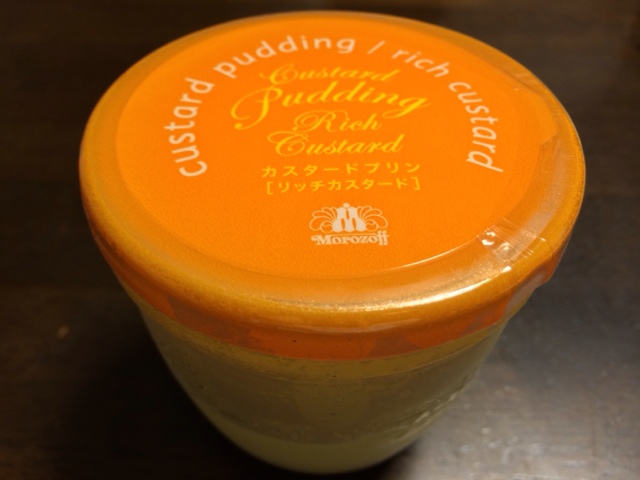 custard pudding / rich custard
Custard
Pudding
Rich
Custard
カスタードプリン
[リッチカスタード]
M
Morozoff